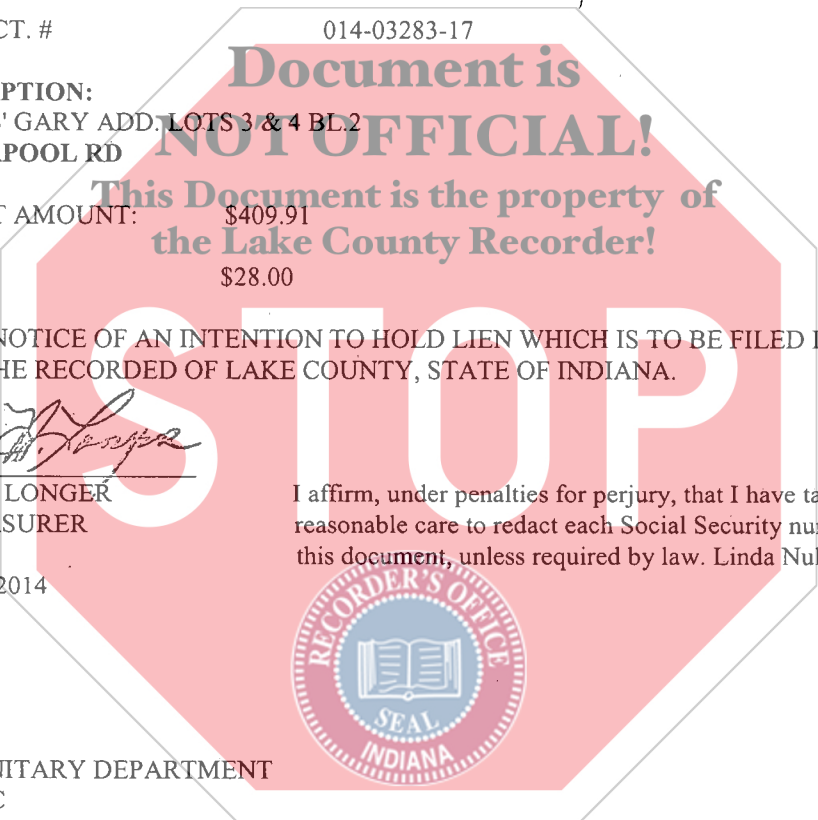 CT. # 014-03283-17
Document is
PTION:
' GARY ADD. LOTS 3 & 4 BL.2
NOT OFFICIAL!
APOOL RD
This Document is the property of
T AMOUNT: $409.91
the Lake County Recorder!
$28.00
STOP
NOTICE OF AN INTENTION TO HOLD LIEN WHICH IS TO BE FILED I
HE RECORDED OF LAKE COUNTY, STATE OF INDIANA.
LONGER
SURER
I affirm, under penalties for perjury, that I have ta
reasonable care to redact each Social Security nu
this document, unless required by law. Linda Nul
2014
RECORDER'S OFFICE
SEAL
INDIANA
NITARY DEPARTMENT
C